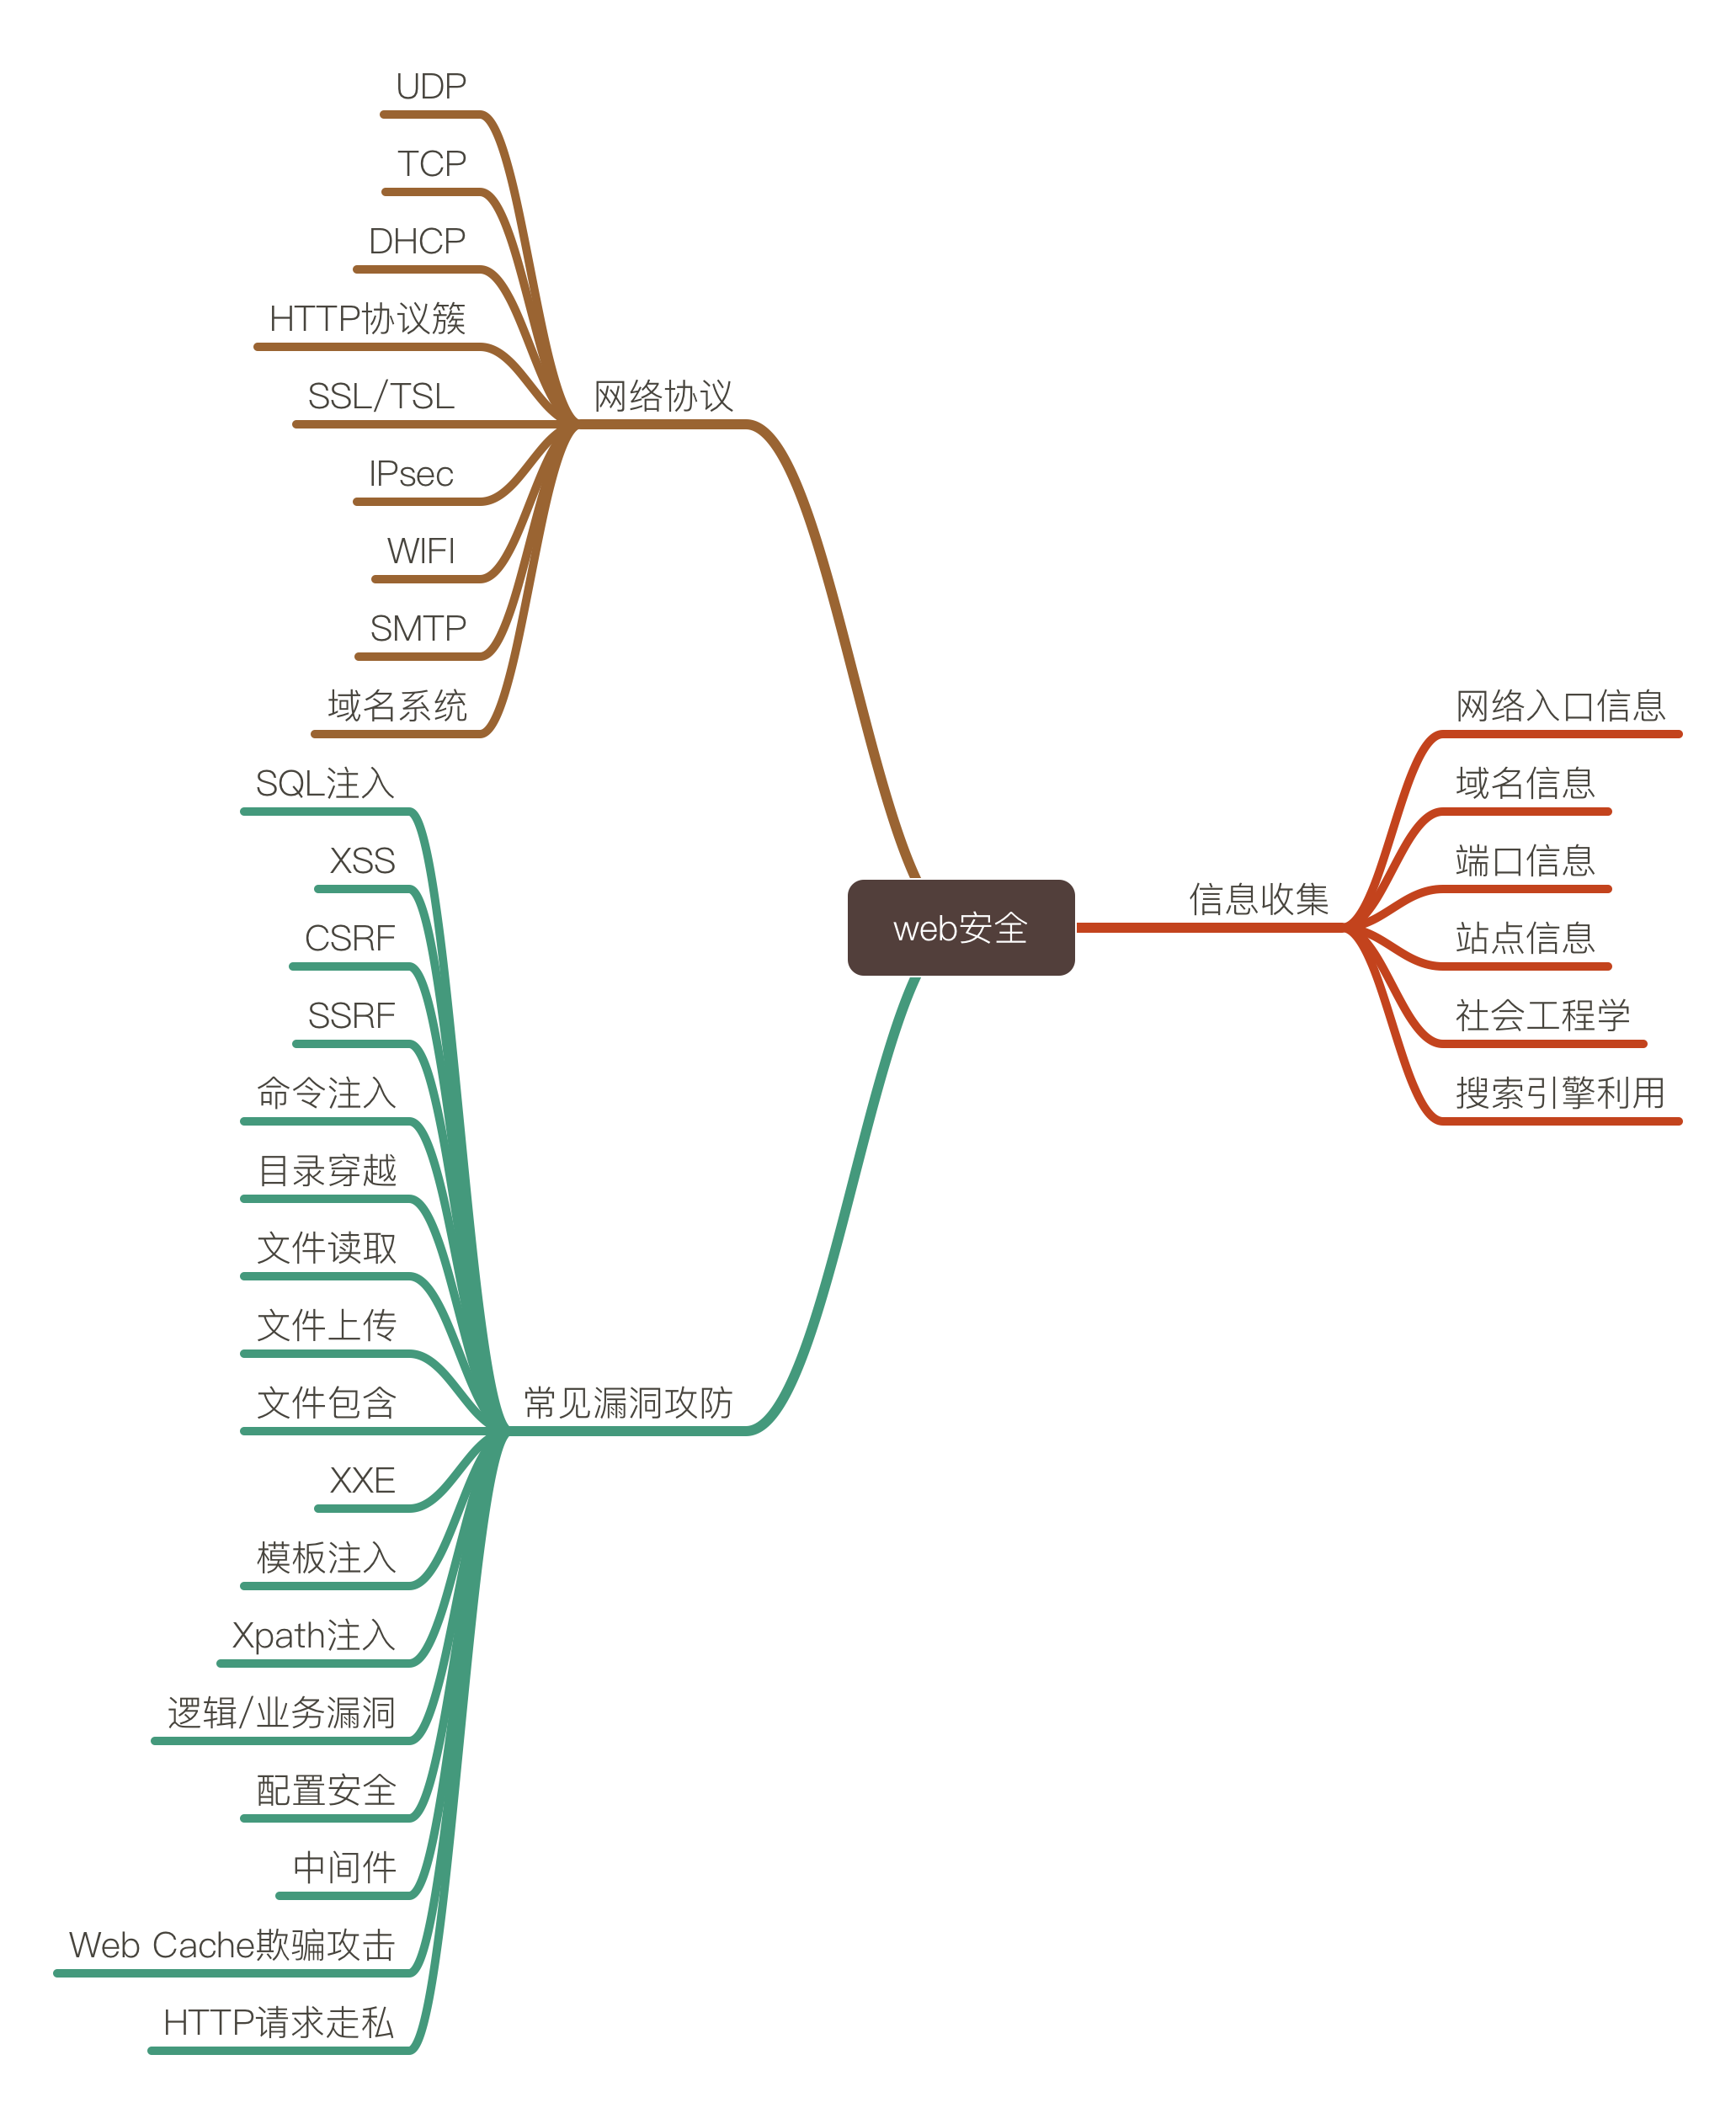 UDP
TCP
DHCP
HTTP协议簇
SSL/TSL
IPsec
WIFI
SMTP
域名系统
网络协议
SQL注入
XSS
CSRF
SSRF
命令注入
目录穿越
文件读取
文件上传
文件包含
XXE
模板注入
Xpath注入
逻辑/业务漏洞
配置安全
中间件
Web Cache欺骗攻击
HTTP请求走私
常见漏洞攻防
web安全
信息收集
网络入口信息
域名信息
端口信息
站点信息
社会工程学
搜索引擎利用